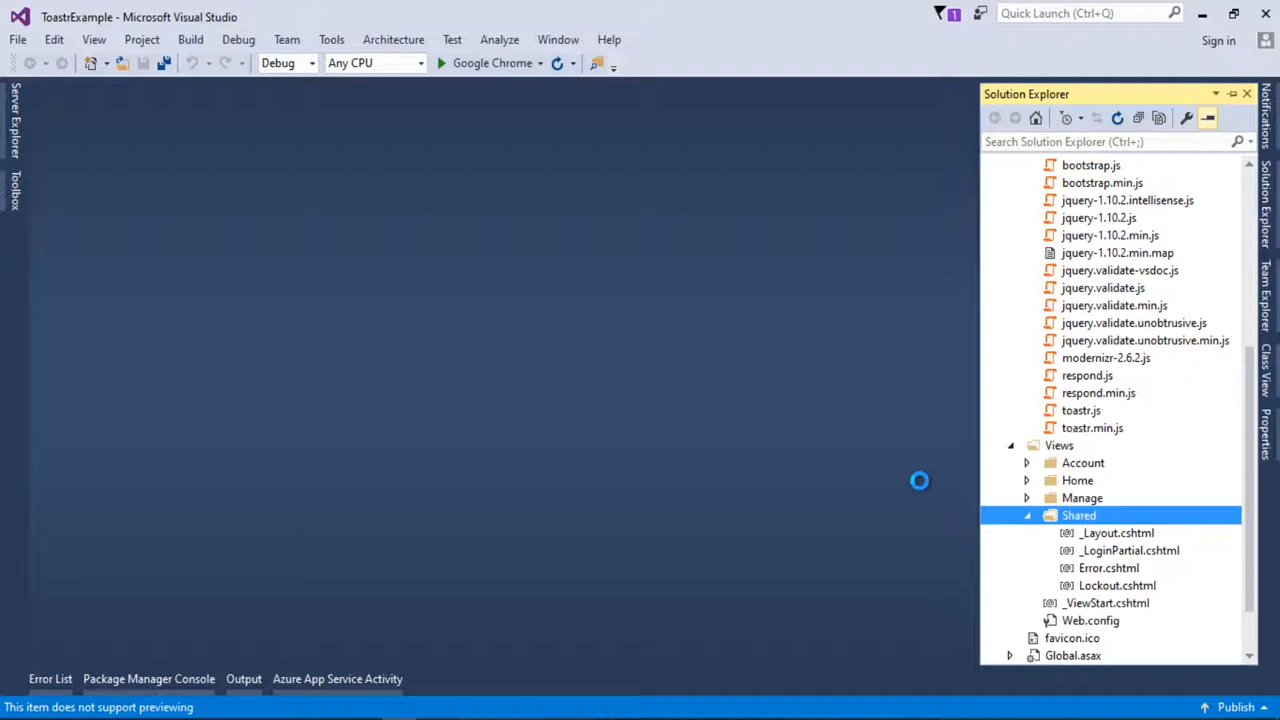 ToastrExample - Microsoft Visual Studio
1
Quick Launch (Ctrl+Q)
File Edit View Project Build Debug Team Tools Architecture Test Analyze Window Help
Sign in
Debug Any CPU Google Chrome
Server Explorer
Toolbox
Solution Explorer
Search Solution Explorer (Ctrl+;)
bootstrap.js
bootstrap.min.js
jquery-1.10.2.intellisense.js
jquery-1.10.2.js
jquery-1.10.2.min.js
jquery-1.10.2.min.map
jquery.validate-vsdoc.js
jquery.validate.js
jquery.validate.min.js
jquery.validate.unobtrusive.js
jquery.validate.unobtrusive.min.js
modernizr-2.6.2.js
respond.js
respond.min.js
toastr.js
toastr.min.js
Views
Account
Home
Manage
Shared
_Layout.cshtml
_LoginPartial.cshtml
Error.cshtml
Lockout.cshtml
_ViewStart.cshtml
Web.config
favicon.ico
Global.asax
Notifications
Solution Explorer
Team Explorer
Class View
Properties
Error List Package Manager Console Output Azure App Service Activity
This item does not support previewing
Publish